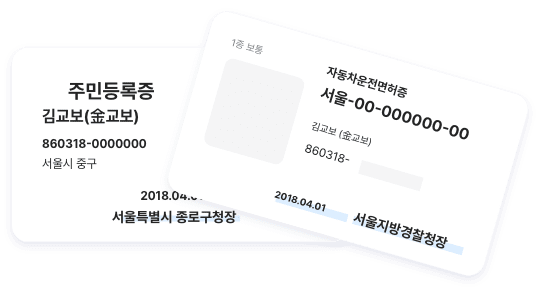 주민등록증
김교보(金교보)
860318-0000000
서울시 중구
2018.04.01
서울특별시 종로구청장
1종 보통
자동차운전면허증
서울-00-000000-00
김교보 (金교보)
860318-
2018.04.01
서울지방경찰청장